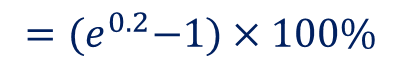 = (e^0.2 −1) × 100%